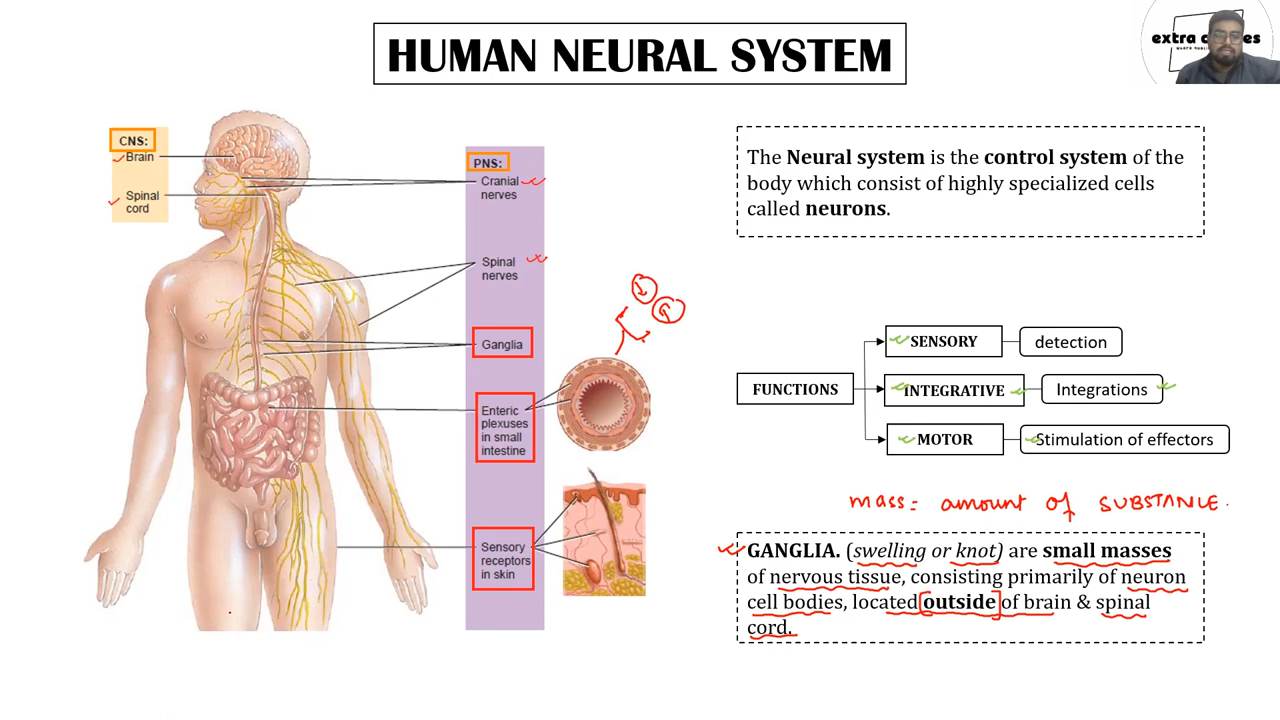 HUMAN NEURAL SYSTEM
extra c es
CNS:
Brain
Spinal
cord
PNS:
Cranial
nerves
Spinal
nerves
Ganglia
Enteric
plexuses
in small
intestine
Sensory
receptors
in skin
The Neural system is the control system of the
body which consist of highly specialized cells
called neurons.
FUNCTIONS
SENSORY
detection
INTEGRATIVE
Integrations
MOTOR
Stimulation of effectors
mass = amount of SUBSTANCE.
GANGLIA. (swelling or knot) are small masses
of nervous tissue, consisting primarily of neuron
cell bodies, located outside of brain & spinal
cord.